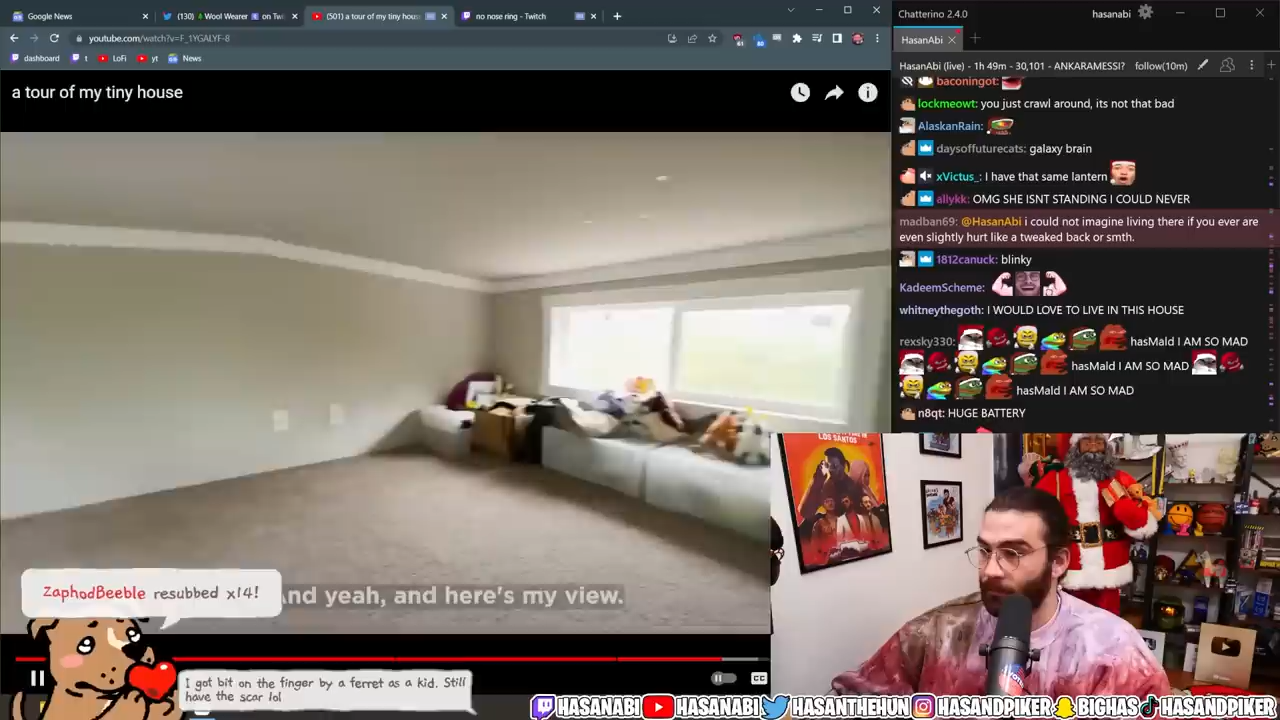 Google News
(130) Wool Wearer on Twi
(501) a tour of my tiny hous
no nose ring - Twitch
Chatterino 2.4.0
hasanabi
youtube.com/watch?v=F_1YGALYF-8
HasanAbi
dashboard
t
LoFi
yt
News
HasanAbi (live) - 1h 49m - 30,101 - ANKARAMESSI?
follow(10m)
a tour of my tiny house
baconingot:
lockmeowt: you just crawl around, its not that bad
AlaskanRain:
daysoffuturecats: galaxy brain
xVictus_: I have that same lantern
allykk: OMG SHE ISNT STANDING I COULD NEVER
madban69: @HasanAbi i could not imagine living there if you ever are
even slightly hurt like a tweaked back or smth.
1812canuck: blinky
KadeemScheme:
whitneythegoth: I WOULD LOVE TO LIVE IN THIS HOUSE
rexsky330: hasMald I AM SO MAD
hasMald I AM SO MAD
hasMald I AM SO MAD
n8qt: HUGE BATTERY
LOS SANTOS
ZaphodBeeble resubbed x14!
And yeah, and here's my view.
I got bit on the finger by a ferret as a kid. Still
have the scar lol
CC
HASANABI HASANABI HASANTHEHUN HASANDPIKER BIGHAS HASANDPIKER